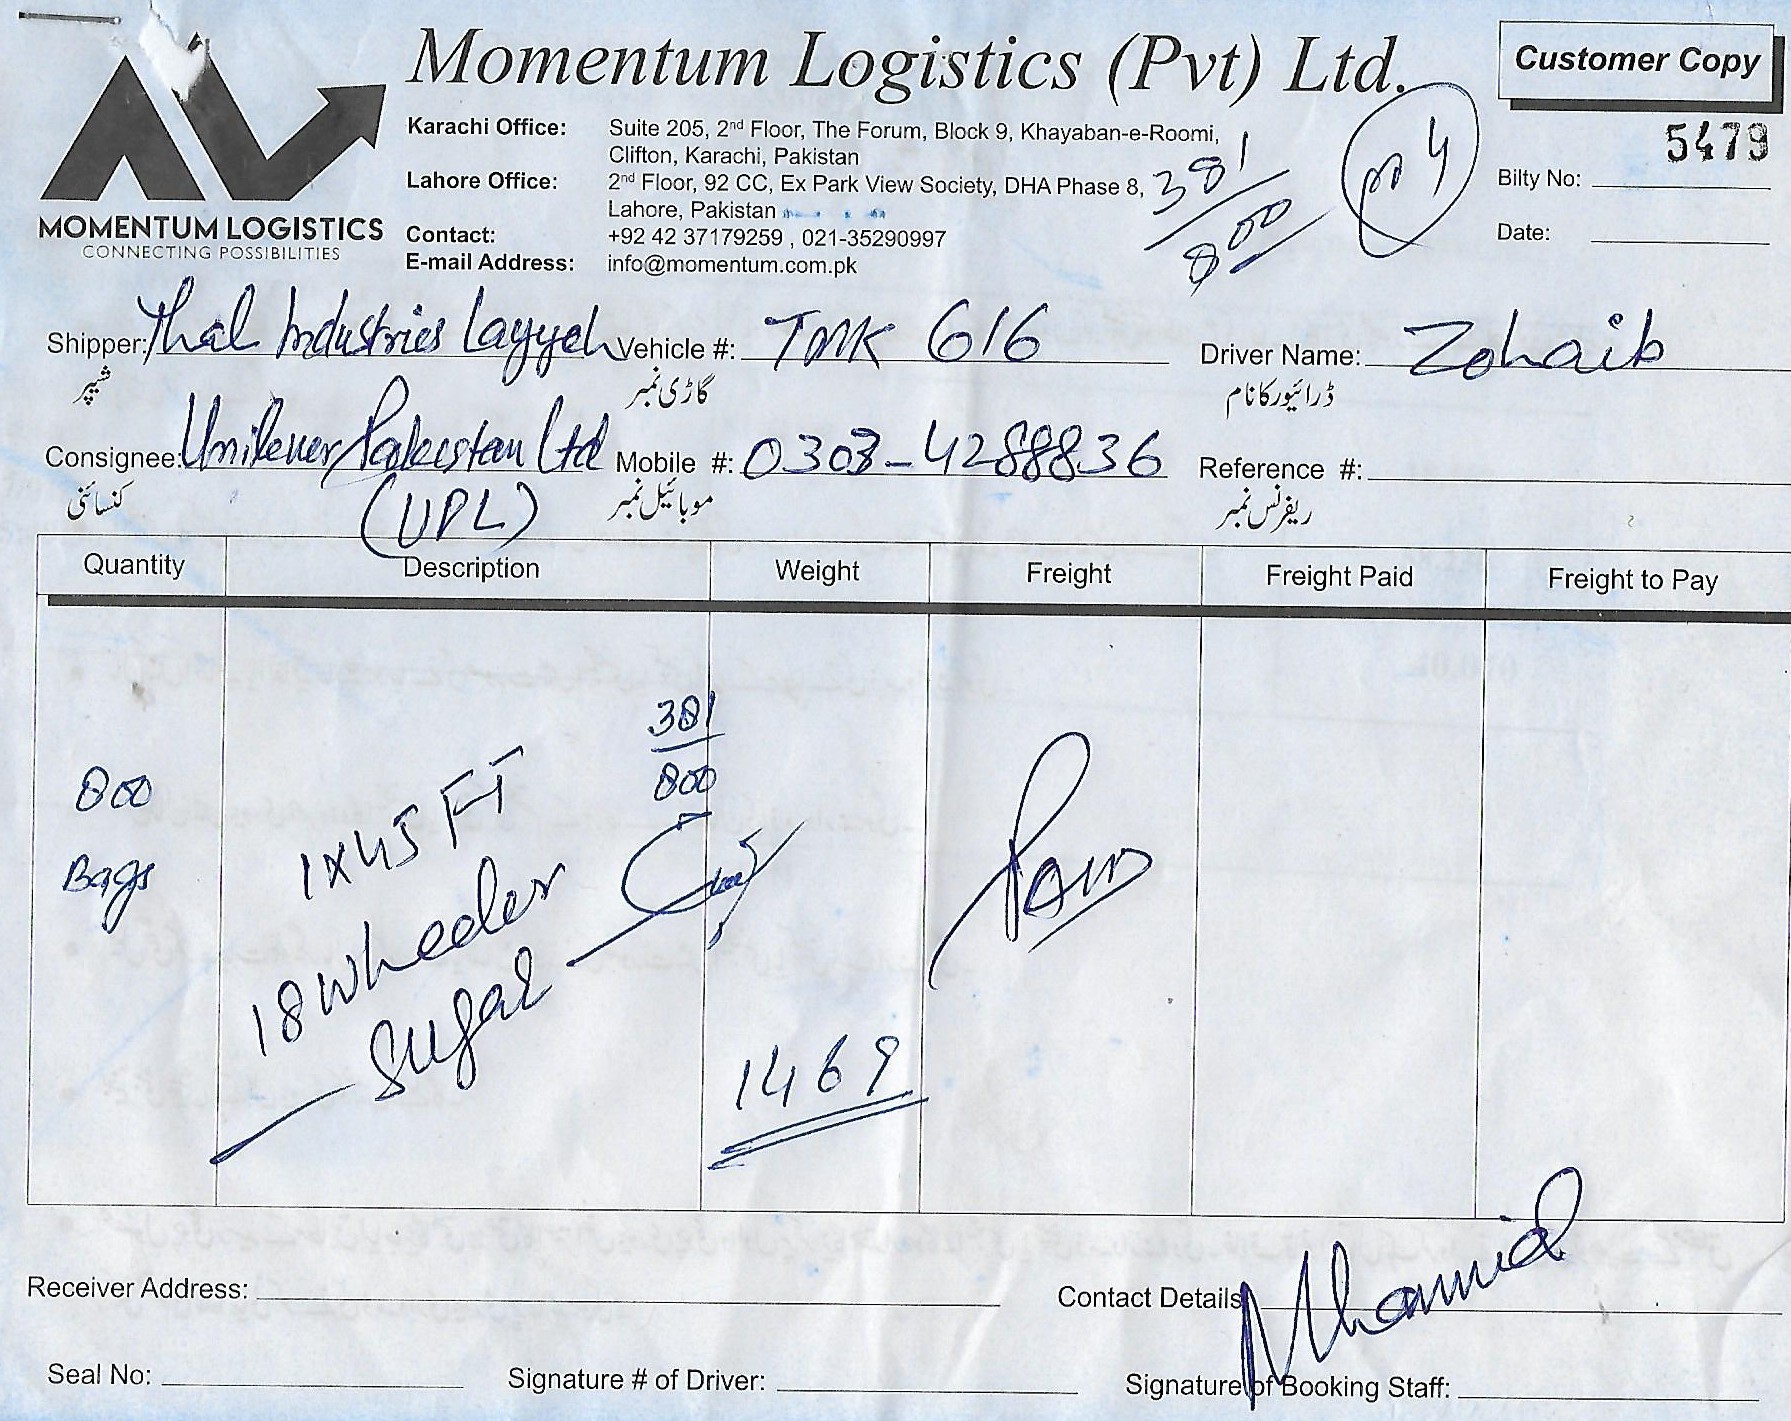 Momentum Logistics (Pvt) Ltd.
Customer Copy
MOMENTUM LOGISTICS
CONNECTING POSSIBILITIES
Karachi Office: Suite 205, 2nd Floor, The Forum, Block 9, Khayaban-e-Roomi,
Clifton, Karachi, Pakistan
Lahore Office: 2nd Floor, 92 CC, Ex Park View Society, DHA Phase 8,
Lahore, Pakistan
Contact: +92 42 37179259 , 021-35290997
E-mail Address: info@momentum.com.pk
381
800
4
5479
Bilty No:
Date:
Shipper: Thal Industries Layyah Vehicle #: TMK 616 Driver Name: Zohaib
شپر گاڑی نمبر ڈرائیور کا نام
Consignee: Unilever Pakistan Ltd Mobile #: 0303-4288836 Reference #:
کنسائنی موبائیل نمبر ریفرنس نمبر
(UPL)
Quantity Description Weight Freight Freight Paid Freight to Pay
381
800
800
Bags
1x45 FT
18 wheeler
Sugar
1469
Receiver Address: Contact Details
Seal No: Signature # of Driver: Signature of Booking Staff: